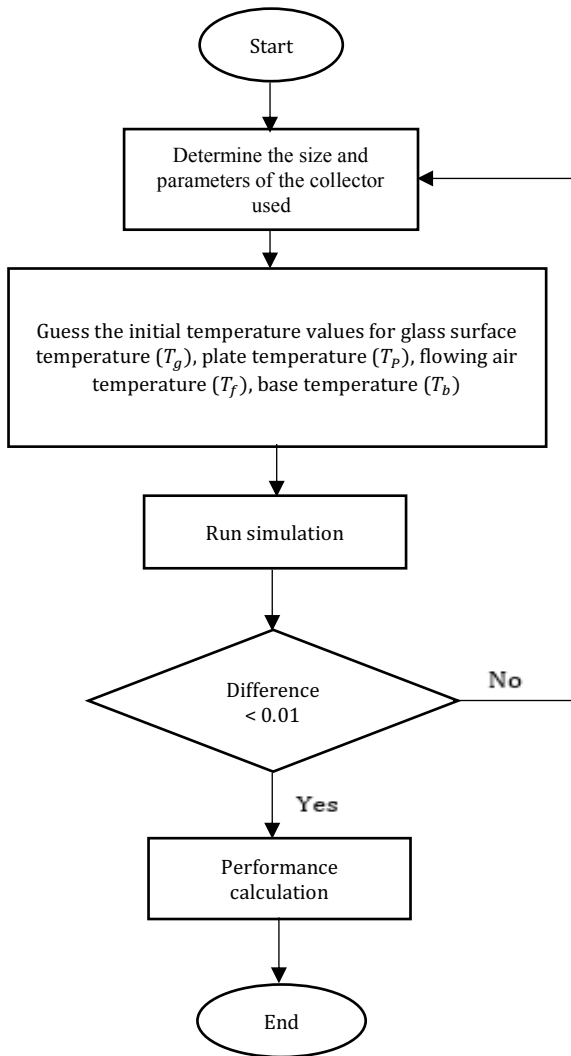 Start
Determine the size and
parameters of the collector
used
Guess the initial temperature values for glass surface
temperature (T_g), plate temperature (T_P), flowing air
temperature (T_f), base temperature (T_b)
Run simulation
Difference
< 0.01
No
Yes
Performance
calculation
End